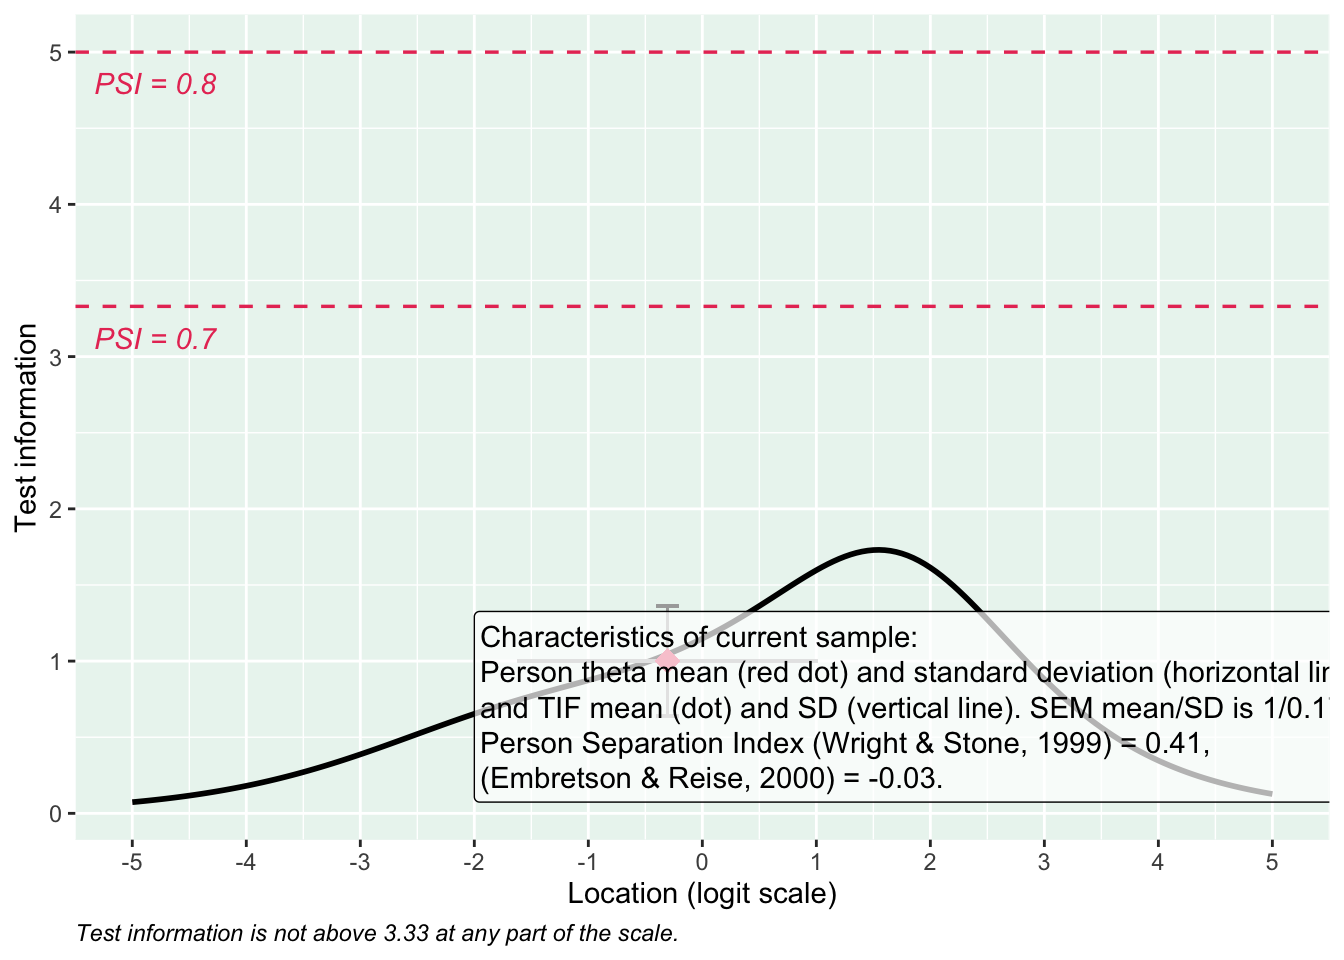 5
PSI = 0.8
4
PSI = 0.7
3
Test information
2
1
0
Characteristics of current sample:
Person theta mean (red dot) and standard deviation (horizontal
and TIF mean (dot) and SD (vertical line). SEM mean/SD is
Person Separation Index (Wright & Stone, 1999) = 0.41,
(Embretson & Reise, 2000) = -0.03.
-5 -4 -3 -2 -1 0 1 2 3 4 5
Location (logit scale)
Test information is not above 3.33 at any part of the scale.